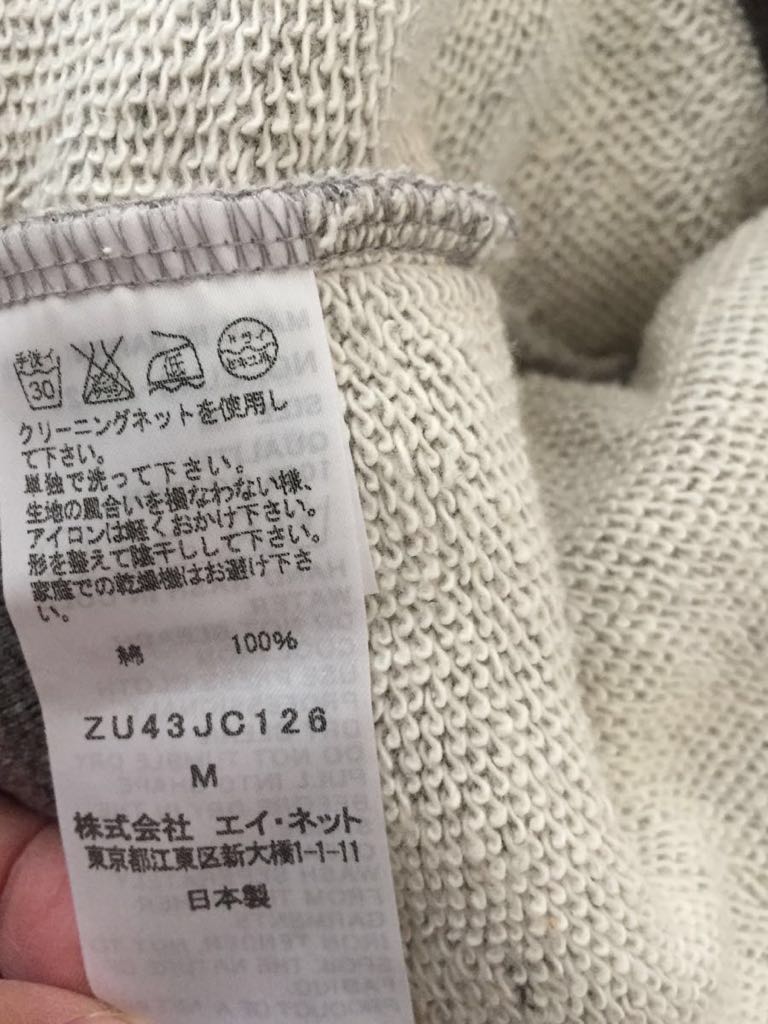 手洗イ
30
低
クリーニングネットを使用し
て下さい。
単独で洗って下さい。
生地の風合いを損なわない様、
アイロンは軽くおかけ下さい。
形を整えて陰干しして下さい。
家庭での乾燥機はお避け下さ
い。
綿 100%
ZU43JC126
M
株式会社 エイ・ネット
東京都江東区新大橋1-1-11
日本製